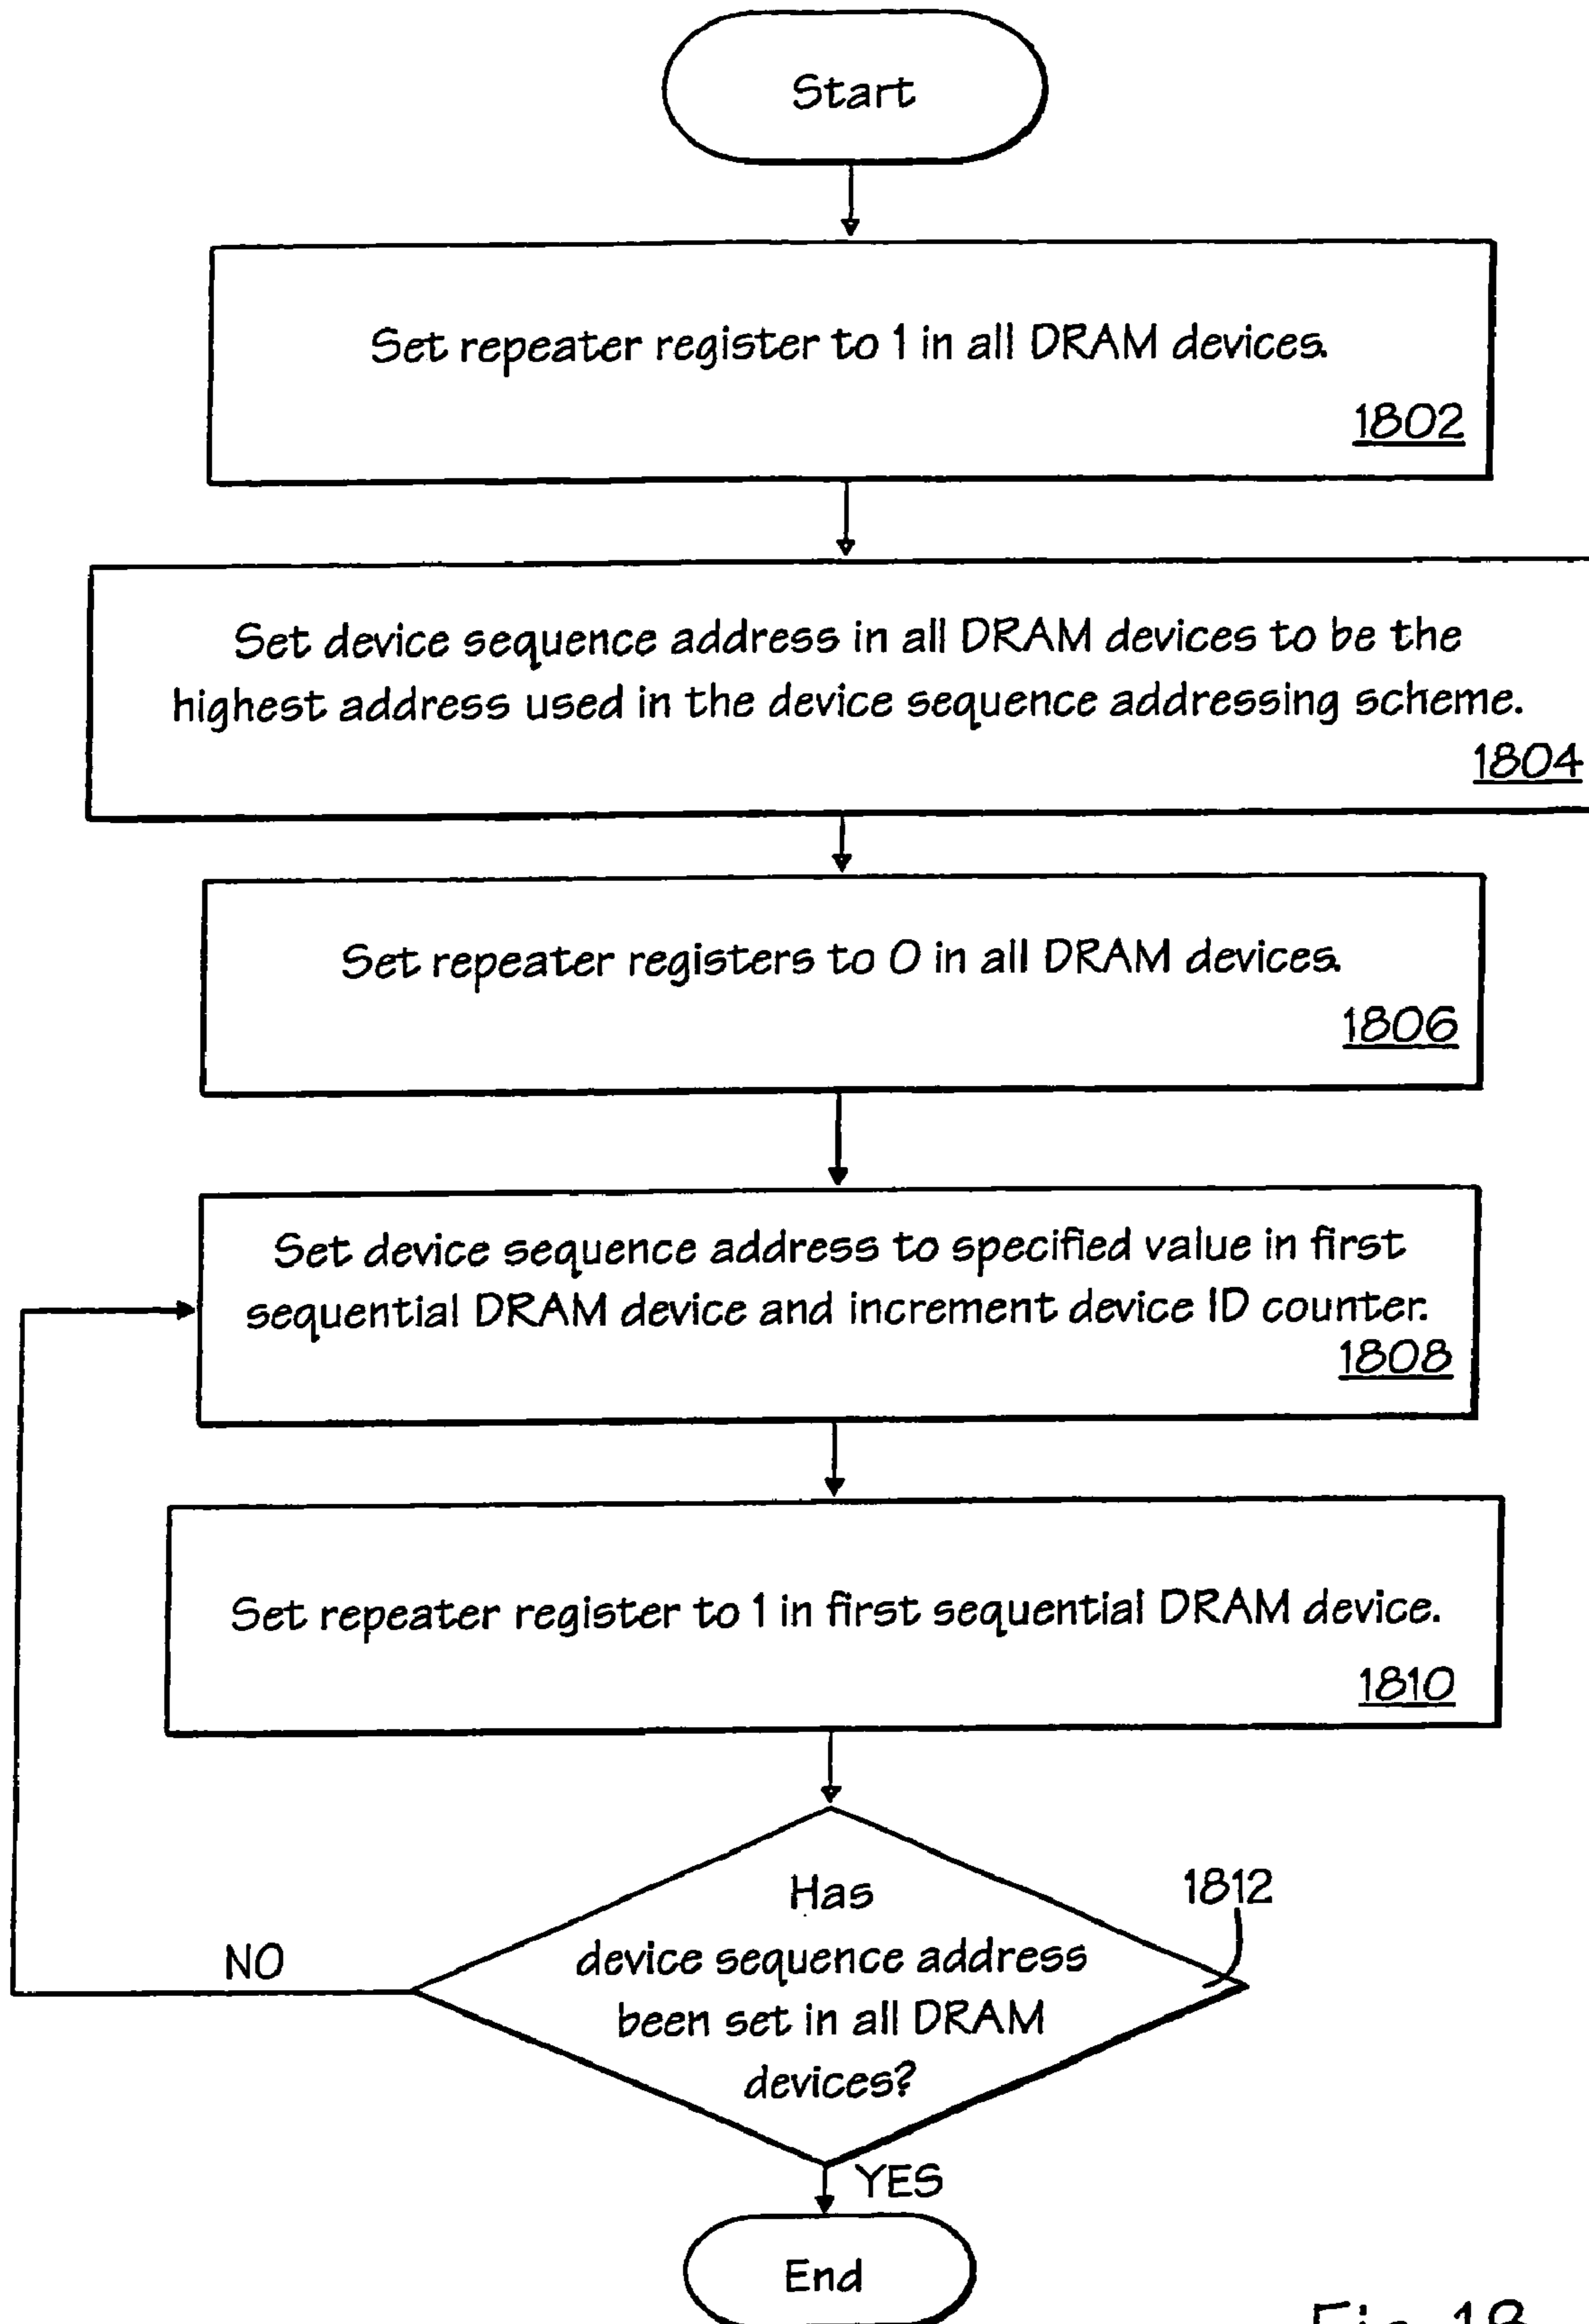 Start
Set repeater register to 1 in all DRAM devices.
1802
Set device sequence address in all DRAM devices to be the
highest address used in the device sequence addressing scheme.
1804
Set repeater registers to 0 in all DRAM devices.
1806
Set device sequence address to specified value in first
sequential DRAM device and increment device ID counter.
1808
Set repeater register to 1 in first sequential DRAM device.
1810
Has
device sequence address
been set in all DRAM
devices?
1812
NO
YES
End
Fig. 18